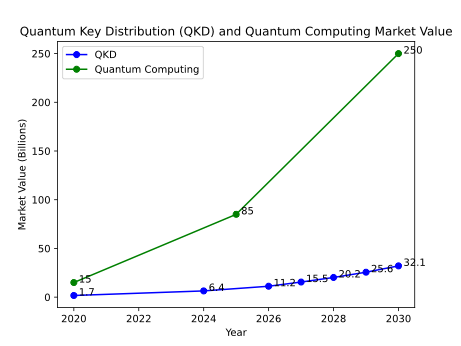 Quantum Key Distribution (QKD) and Quantum Computing Market Value
QKD
Quantum Computing
Market Value (Billions)
250
200
150
100
50
0
250
85
15
1.7
6.4
11.2
15.5
20.2
25.6
32.1
2020 2022 2024 2026 2028 2030
Year